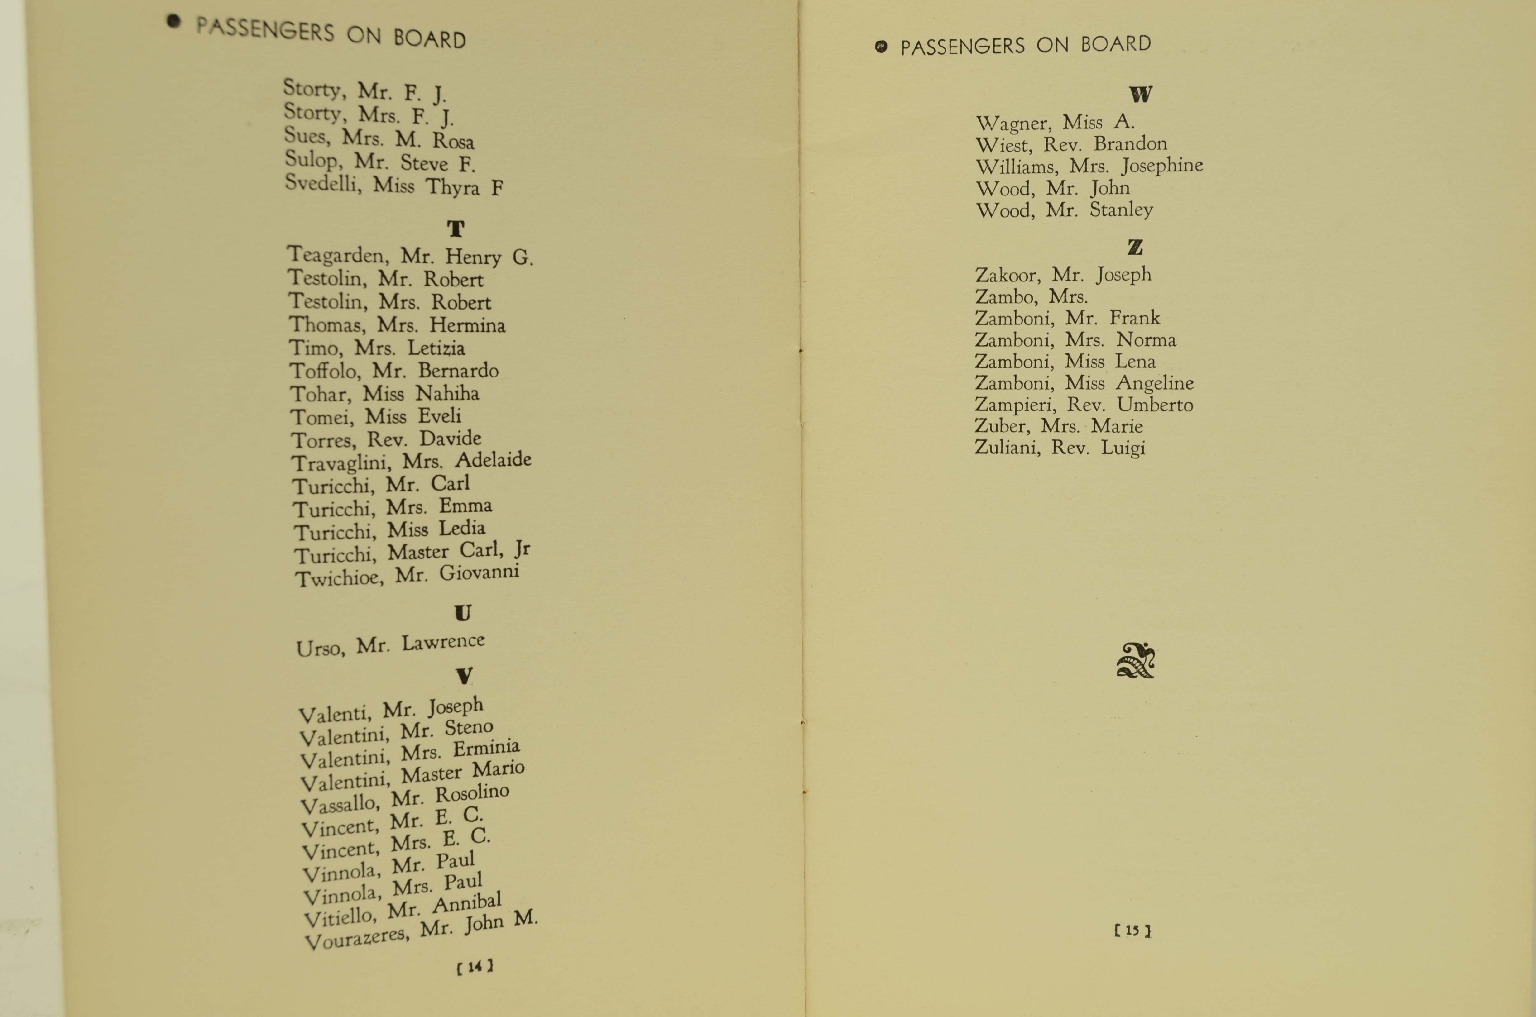 ● PASSENGERS ON BOARD
Storty, Mr. F. J.
Storty, Mrs. F. J.
Sues, Mrs. M. Rosa
Sulop, Mr. Steve F.
Svedelli, Miss Thyra F
T
Teagarden, Mr. Henry G.
Testolin, Mr. Robert
Testolin, Mrs. Robert
Thomas, Mrs. Hermina
Timo, Mrs. Letizia
Toffolo, Mr. Bernardo
Tohar, Miss Nahiha
Tomei, Miss Eveli
Torres, Rev. Davide
Travaglini, Mrs. Adelaide
Turicchi, Mr. Carl
Turicchi, Mrs. Emma
Turicchi, Miss Ledia
Turicchi, Master Carl, Jr
Twichioe, Mr. Giovanni
U
Urso, Mr. Lawrence
V
Valenti, Mr. Joseph
Valentini, Mr. Steno
Valentini, Mrs. Erminia
Valentini, Master Mario
Vassallo, Mr. Rosolino
Vincent, Mr. E. C.
Vincent, Mrs. E. C.
Vinnola, Mr. Paul
Vinnola, Mrs. Paul
Vitiello, Mr. Annibal
Vourazeres, Mr. John M.
[ 14 ]
● PASSENGERS ON BOARD
W
Wagner, Miss A.
Wiest, Rev. Brandon
Williams, Mrs. Josephine
Wood, Mr. John
Wood, Mr. Stanley
Z
Zakoor, Mr. Joseph
Zambo, Mrs.
Zamboni, Mr. Frank
Zamboni, Mrs. Norma
Zamboni, Miss Lena
Zamboni, Miss Angeline
Zampieri, Rev. Umberto
Zuber, Mrs. Marie
Zuliani, Rev. Luigi
[ 15 ]